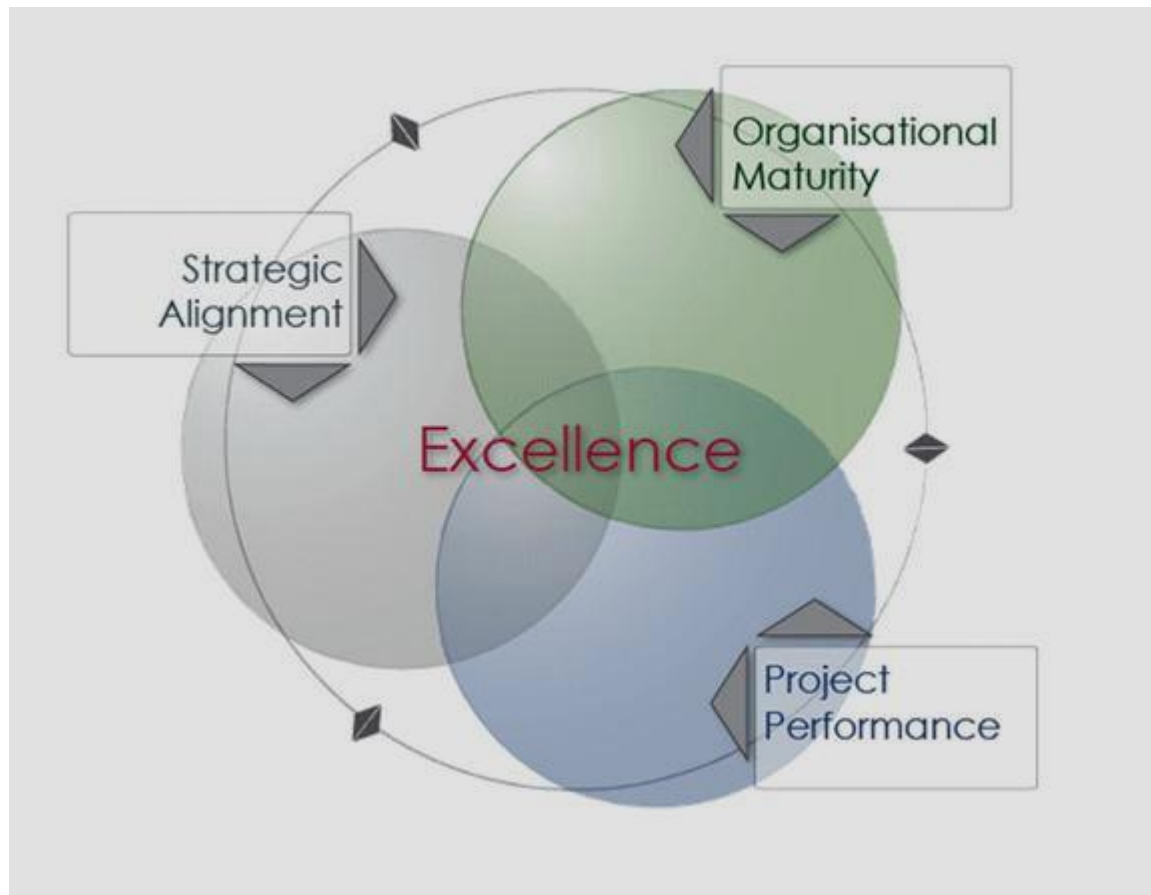 Organisational
Maturity
Strategic
Alignment
Excellence
Project
Performance